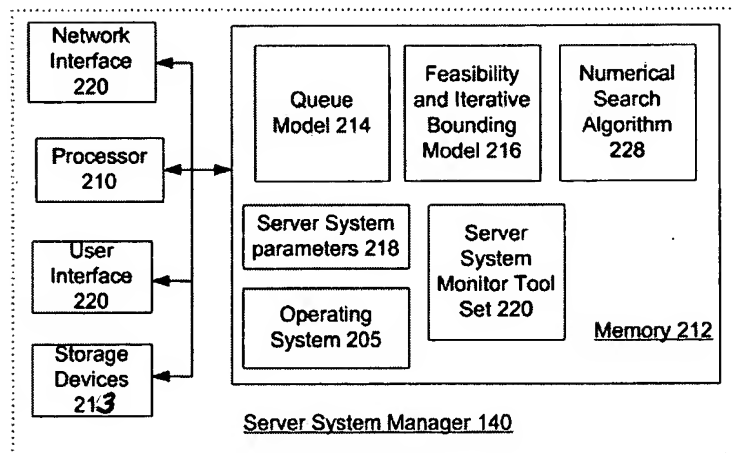 Network
Interface
220
Processor
210
User
Interface
220
Storage
Devices
213
Queue
Model 214
Feasibility
and Iterative
Bounding
Model 216
Numerical
Search
Algorithm
228
Server System
parameters 218
Server
System
Monitor Tool
Set 220
Operating
System 205
Memory 212
Server System Manager 140